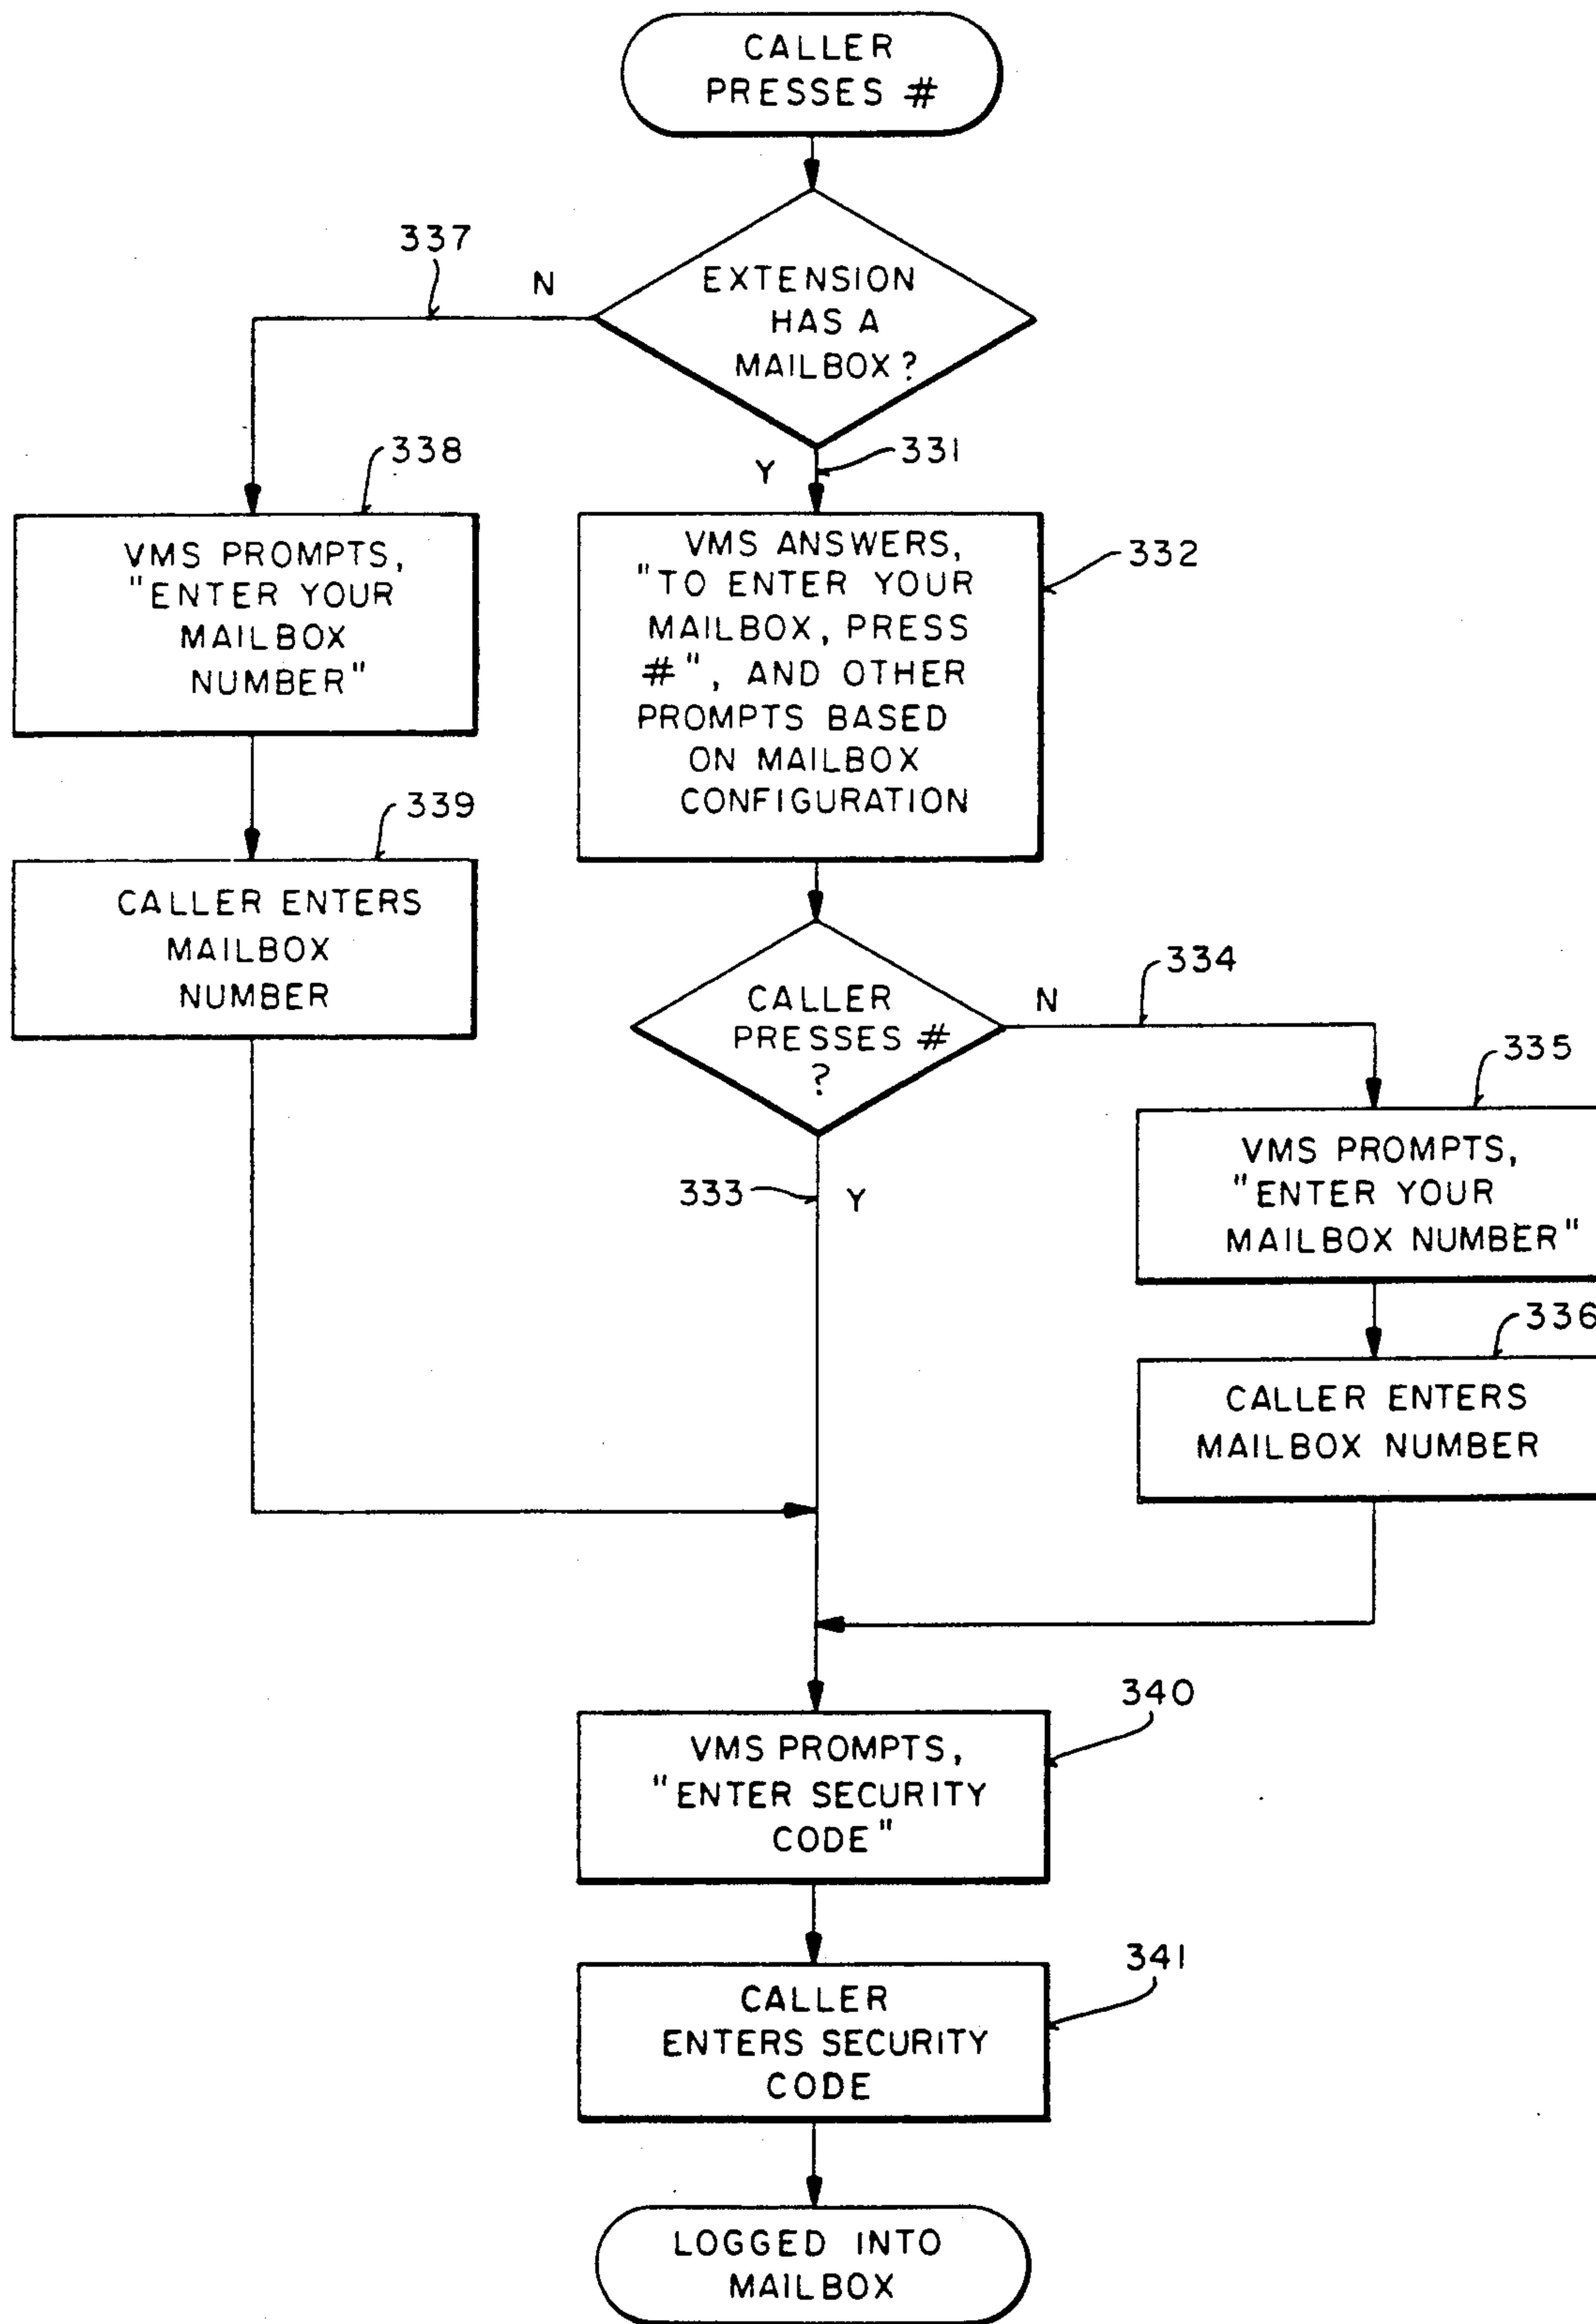 CALLER
PRESSES #
337
N
EXTENSION
HAS A
MAILBOX?
338
Y
331
VMS PROMPTS,
"ENTER YOUR
MAILBOX
NUMBER"
VMS ANSWERS,
"TO ENTER YOUR
MAILBOX, PRESS
#", AND OTHER
PROMPTS BASED
ON MAILBOX
CONFIGURATION
332
339
CALLER ENTERS
MAILBOX
NUMBER
CALLER
PRESSES #
?
N
334
335
333
Y
VMS PROMPTS,
"ENTER YOUR
MAILBOX NUMBER"
336
CALLER ENTERS
MAILBOX NUMBER
340
VMS PROMPTS,
"ENTER SECURITY
CODE"
341
CALLER
ENTERS SECURITY
CODE
LOGGED INTO
MAILBOX